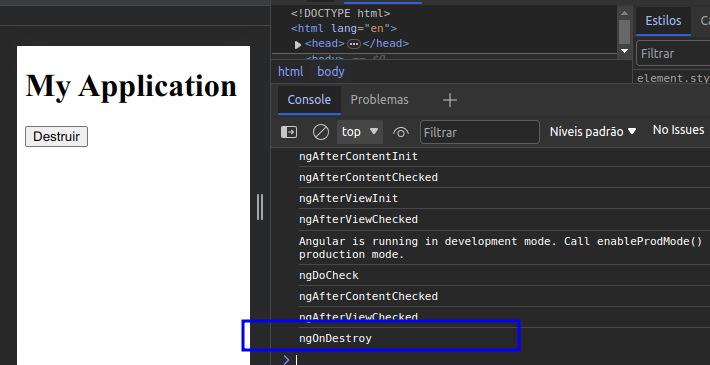 My Application
Destruir
<!DOCTYPE html>
<html lang="en">
<head> ... </head>
<body> == $0
html body
Estilos
Filtrar
element.sty
Console Problemas
top Filtrar Níveis padrão No Issues
ngAfterContentInit
ngAfterContentChecked
ngAfterViewInit
ngAfterViewChecked
Angular is running in development mode. Call enableProdMode()
production mode.
ngDoCheck
ngAfterContentChecked
ngAfterViewChecked
ngOnDestroy